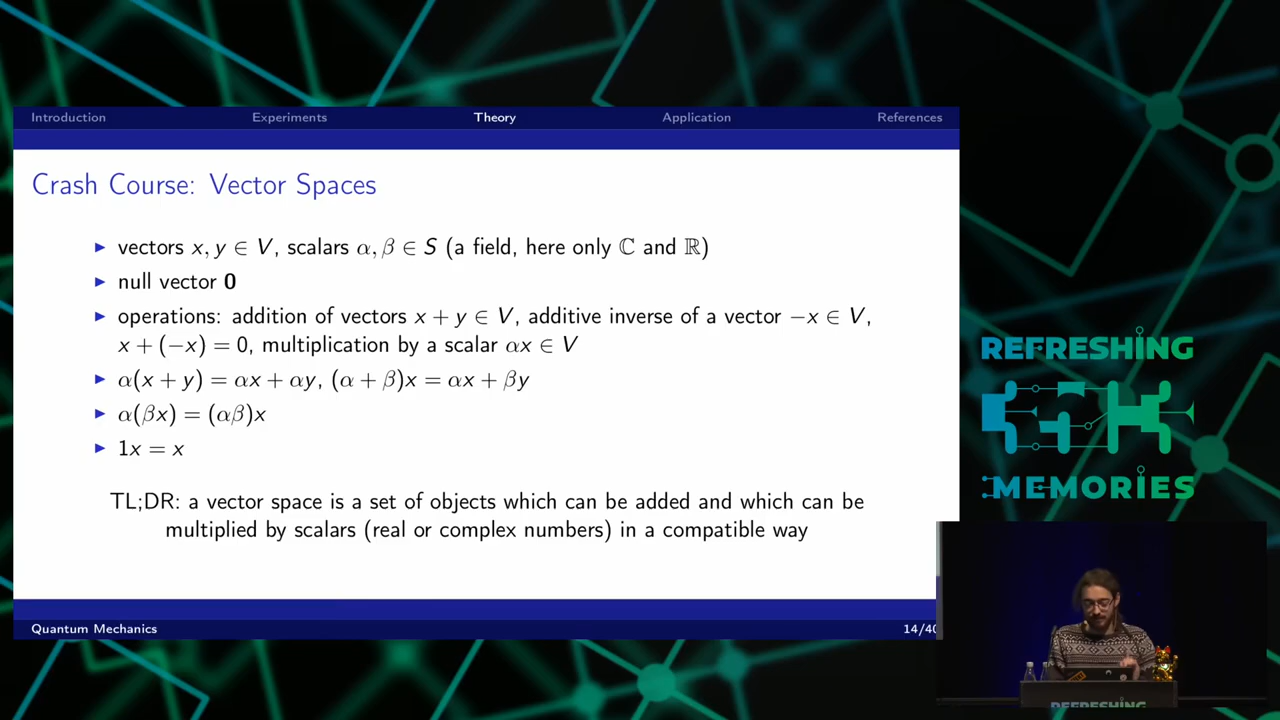 Introduction Experiments Theory Application References
Crash Course: Vector Spaces
▶ vectors x, y ∈ V, scalars α, β ∈ S (a field, here only ℂ and ℝ)
▶ null vector 0
▶ operations: addition of vectors x + y ∈ V, additive inverse of a vector −x ∈ V,
x + (−x) = 0, multiplication by a scalar αx ∈ V
▶ α(x + y) = αx + αy, (α + β)x = αx + βy
▶ α(βx) = (αβ)x
▶ 1x = x
TL;DR: a vector space is a set of objects which can be added and which can be
multiplied by scalars (real or complex numbers) in a compatible way
Quantum Mechanics 14/40
REFRESHING
MEMORIES
REFRESHING